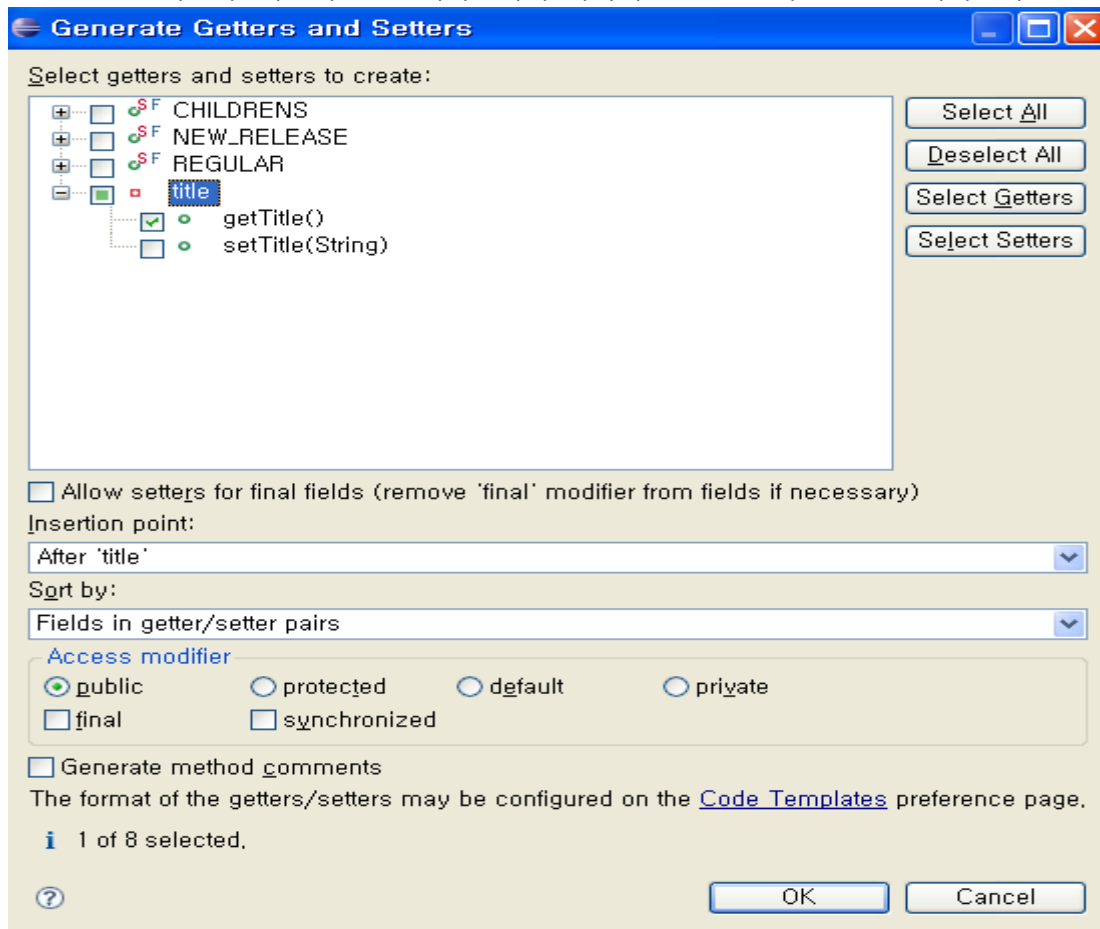 Generate Getters and Setters
Select getters and setters to create:
CHILDRENS
NEW_RELEASE
REGULAR
title
getTitle()
setTitle(String)
Select All
Deselect All
Select Getters
Select Setters
Allow setters for final fields (remove 'final' modifier from fields if necessary)
Insertion point:
After 'title'
Sort by:
Fields in getter/setter pairs
Access modifier
public protected default private
final synchronized
Generate method comments
The format of the getters/setters may be configured on the Code Templates preference page.
1 of 8 selected.
OK Cancel